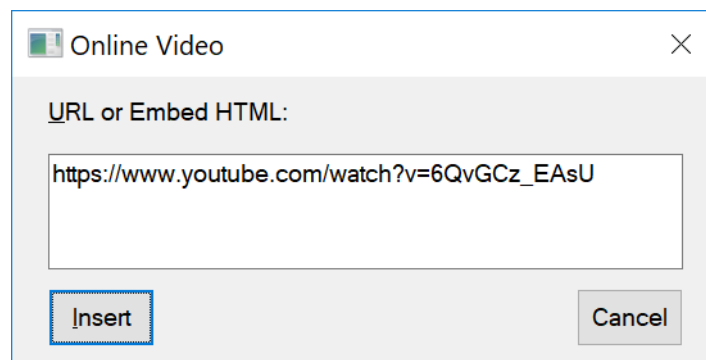 Online Video
URL or Embed HTML:
https://www.youtube.com/watch?v=6QvGCz_EAsU
Insert
Cancel